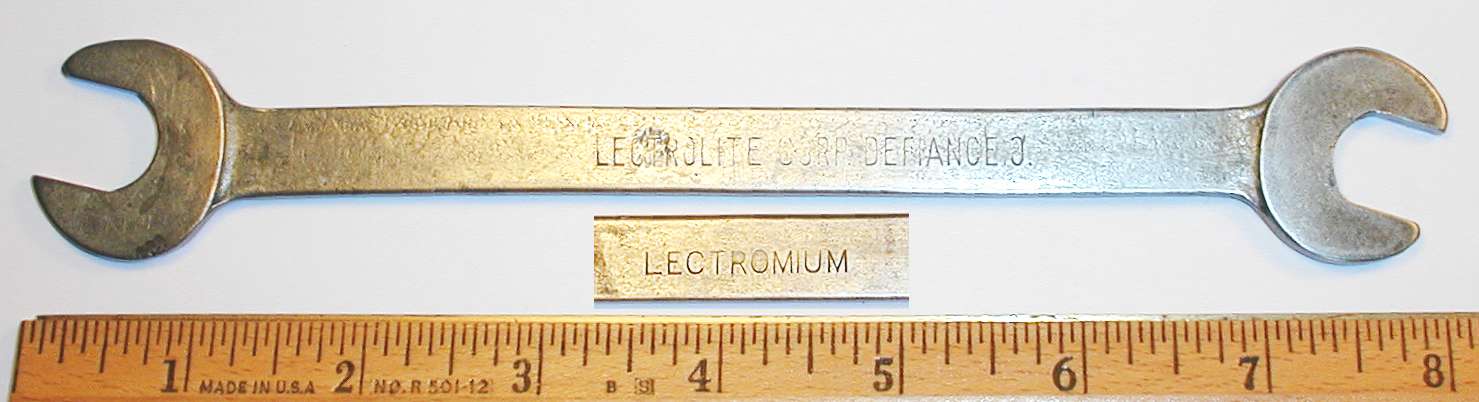 LECTROLITE CORP. DEFIANCE, O.
LECTROMIUM
1 MADE IN U.S.A 2 NO. R 501-12 3 B S 4 5 6 7 8